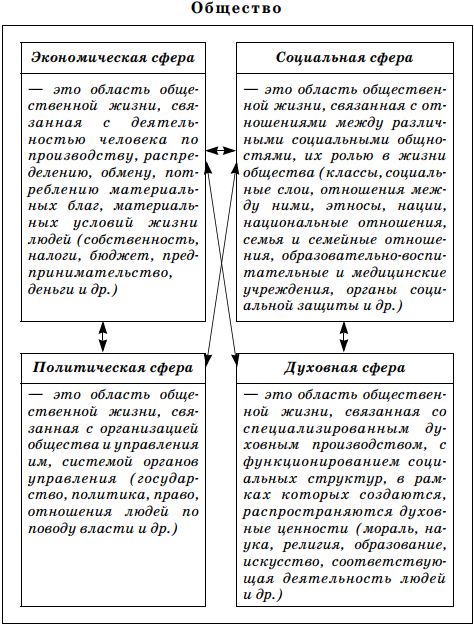 Общество
Экономическая сфера
— это область обще-
ственной жизни, свя-
занная с деятель-
ностью человека по
производству, распре-
делению, обмену, пот-
реблению материаль-
ных благ, материаль-
ных условий жизни
людей (собственность,
налоги, бюджет, пред-
принимательство,
деньги и др.)
Социальная сфера
— это область обществен-
ной жизни, связанная с от-
ношениями между различ-
ными социальными общно-
стями, их ролью в жизни
общества (классы, социаль-
ные слои, отношения меж-
ду ними, этносы, нации,
национальные отношения,
семья и семейные отноше-
ния, образовательно-воспи-
тательные и медицинские
учреждения, органы соци-
альной защиты и др.)
Политическая сфера
— это область обще-
ственной жизни, свя-
занная с организацией
общества и управления
им, системой органов
управления (государ-
ство, политика, право,
отношения людей по
поводу власти и др.)
Духовная сфера
— это область обществен-
ной жизни, связанная со
специализированным ду-
ховным производством, с
функционированием соци-
альных структур, в рам-
ках которых создаются,
распространяются духов-
ные ценности (мораль, на-
ука, религия, образование,
искусство, соответствую-
щая деятельность людей
и др.)